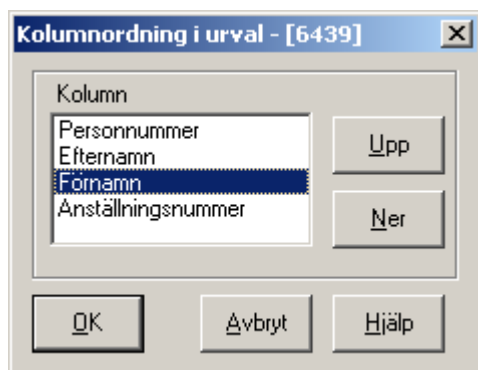 Kolumnordning i urval - [6439]
Kolumn
Personnummer
Efternamn
Förnamn
Anställningsnummer
Upp
Ner
OK
Avbryt
Hjälp